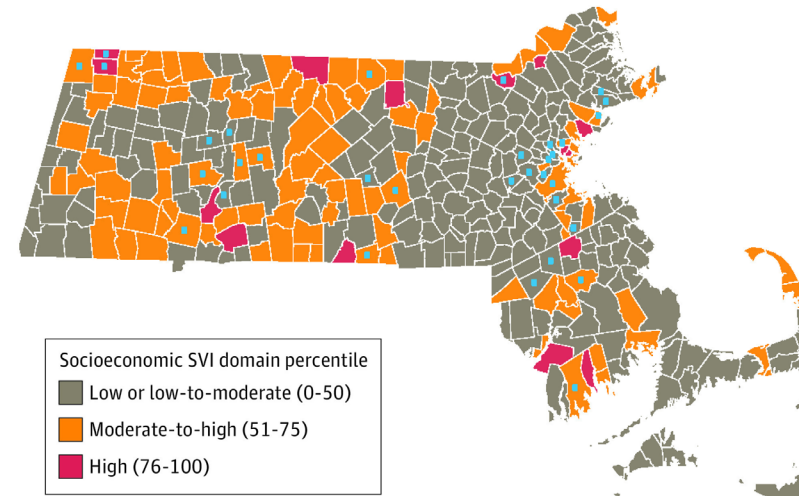 Socioeconomic SVI domain percentile
Low or low-to-moderate (0-50)
Moderate-to-high (51-75)
High (76-100)